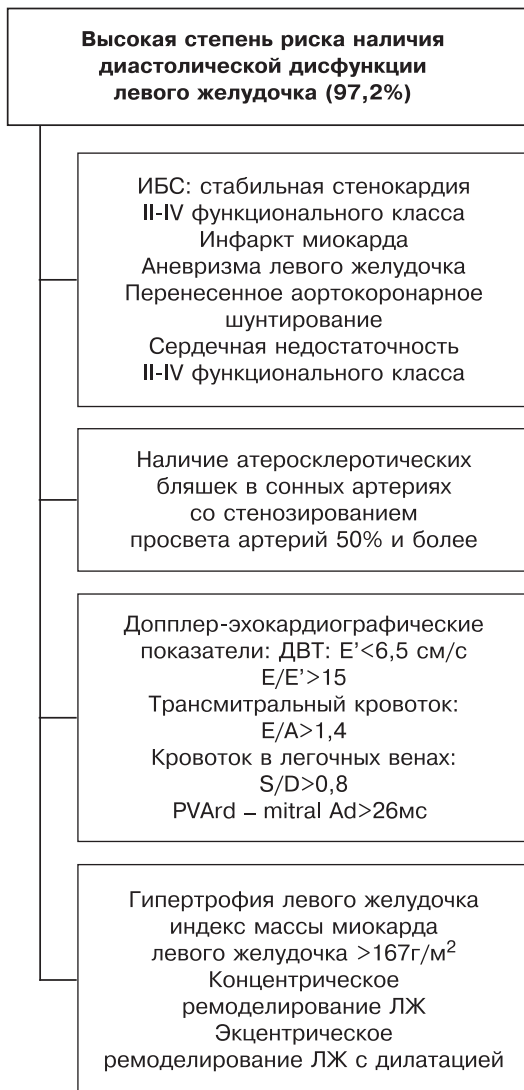 Высокая степень риска наличия
диастолической дисфункции
левого желудочка (97,2%)
ИБС: стабильная стенокардия
II-IV функционального класса
Инфаркт миокарда
Аневризма левого желудочка
Перенесенное аортокоронарное
шунтирование
Сердечная недостаточность
II-IV функционального класса
Наличие атеросклеротических
бляшек в сонных артериях
со стенозированием
просвета артерий 50% и более
Допплер-эхокардиографические
показатели: ДВТ: E’<6,5 см/с
E/E’>15
Трансмитральный кровоток:
E/A>1,4
Кровоток в легочных венах:
S/D>0,8
PVArd – mitral Ad>26мс
Гипертрофия левого желудочка
индекс массы миокарда
левого желудочка >167г/м²
Концентрическое
ремоделирование ЛЖ
Экцентрическое
ремоделирование ЛЖ с дилатацией